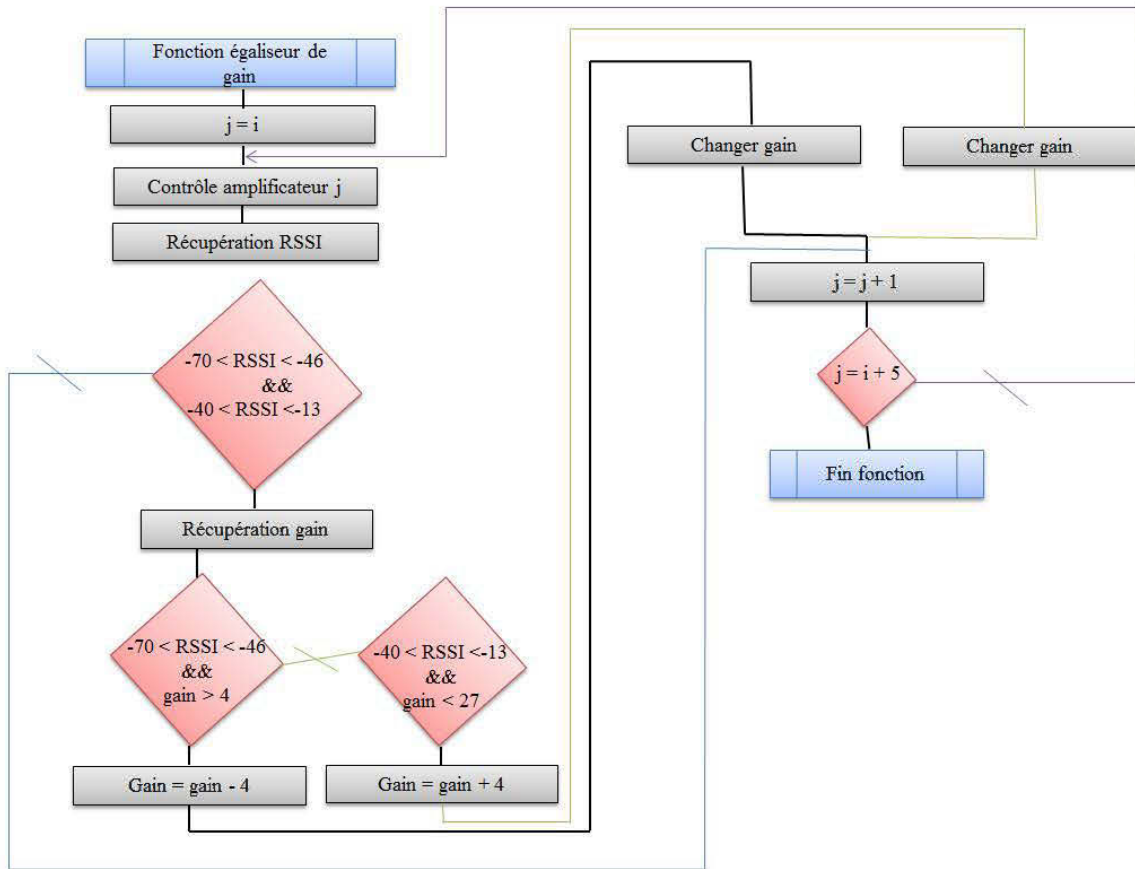 Fonction égaliseur de
gain
j = i
Contrôle amplificateur j
Récupération RSSI
-70 < RSSI < -46
&&
-40 < RSSI <-13
Récupération gain
-70 < RSSI < -46
&&
gain > 4
-40 < RSSI <-13
&&
gain < 27
Gain = gain - 4
Gain = gain + 4
Changer gain
Changer gain
j = j + 1
j = i + 5
Fin fonction